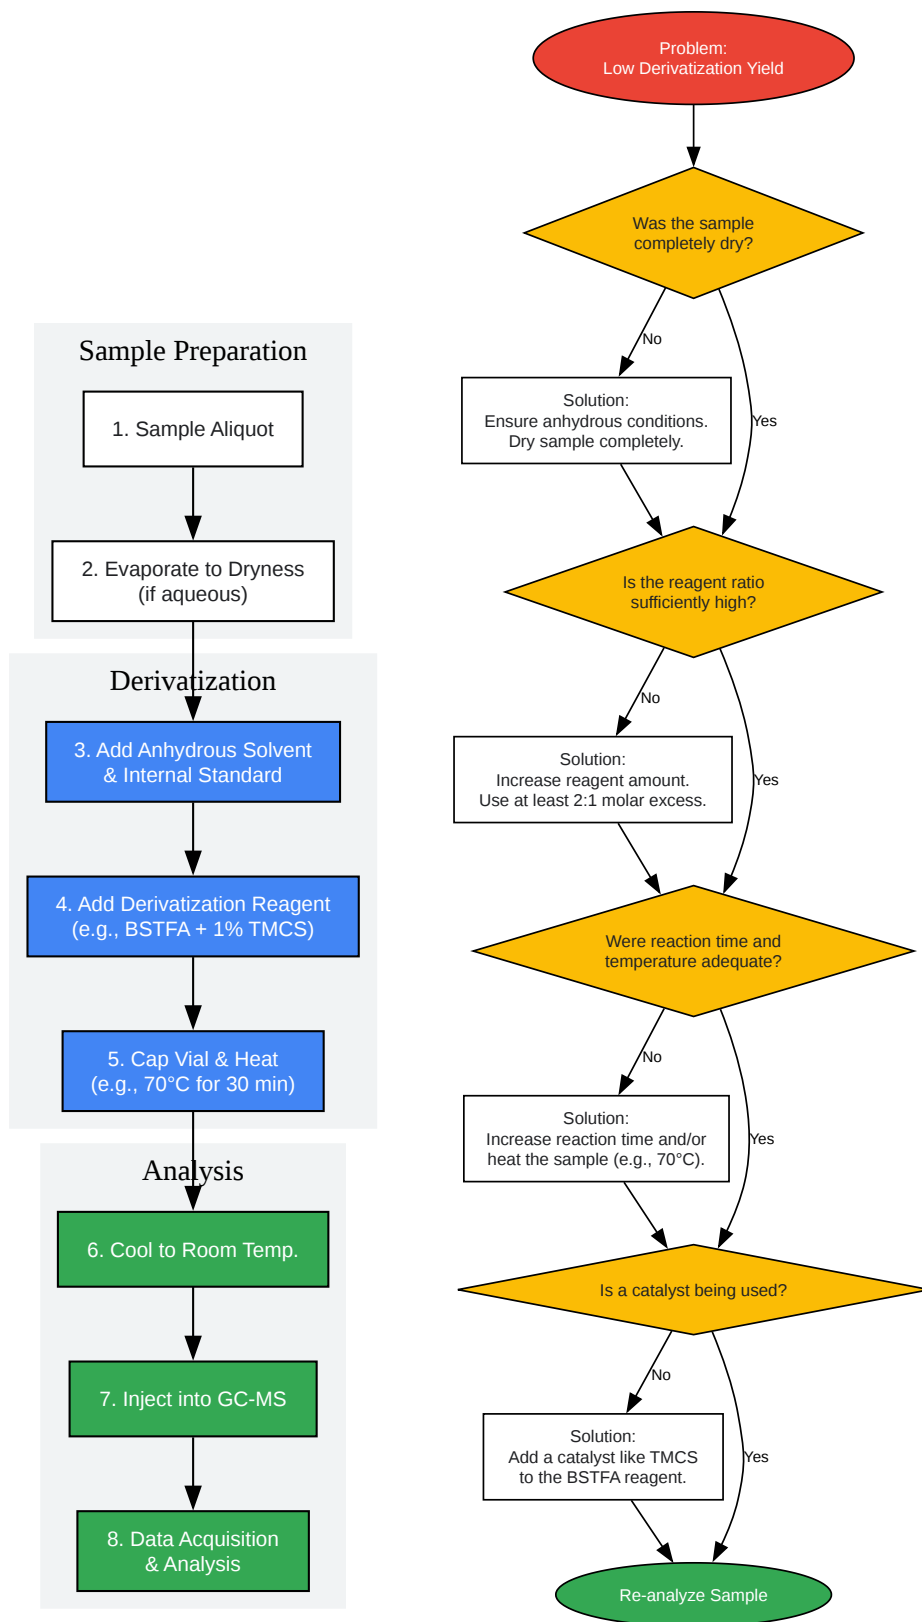 Sample Preparation
1. Sample Aliquot
2. Evaporate to Dryness
(if aqueous)
Derivatization
3. Add Anhydrous Solvent
& Internal Standard
4. Add Derivatization Reagent
(e.g., BSTFA + 1% TMCS)
5. Cap Vial & Heat
(e.g., 70°C for 30 min)
Analysis
6. Cool to Room Temp.
7. Inject into GC-MS
8. Data Acquisition
& Analysis
Problem:
Low Derivatization Yield
Was the sample
completely dry?
No
Yes
Solution:
Ensure anhydrous conditions.
Dry sample completely.
Is the reagent ratio
sufficiently high?
No
Yes
Solution:
Increase reagent amount.
Use at least 2:1 molar excess.
Were reaction time and
temperature adequate?
No
Yes
Solution:
Increase reaction time and/or
heat the sample (e.g., 70°C).
Is a catalyst being used?
No
Yes
Solution:
Add a catalyst like TMCS
to the BSTFA reagent.
Re-analyze Sample